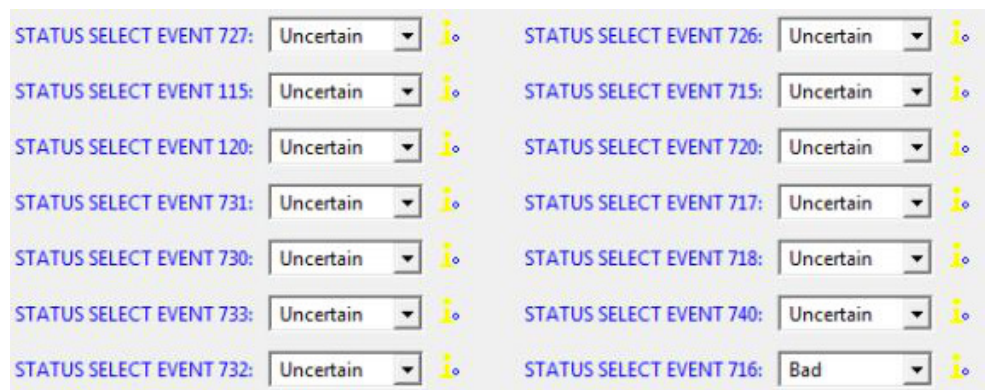 STATUS SELECT EVENT 727: Uncertain STATUS SELECT EVENT 726: Uncertain
STATUS SELECT EVENT 115: Uncertain STATUS SELECT EVENT 715: Uncertain
STATUS SELECT EVENT 120: Uncertain STATUS SELECT EVENT 720: Uncertain
STATUS SELECT EVENT 731: Uncertain STATUS SELECT EVENT 717: Uncertain
STATUS SELECT EVENT 730: Uncertain STATUS SELECT EVENT 718: Uncertain
STATUS SELECT EVENT 733: Uncertain STATUS SELECT EVENT 740: Uncertain
STATUS SELECT EVENT 732: Uncertain STATUS SELECT EVENT 716: Bad